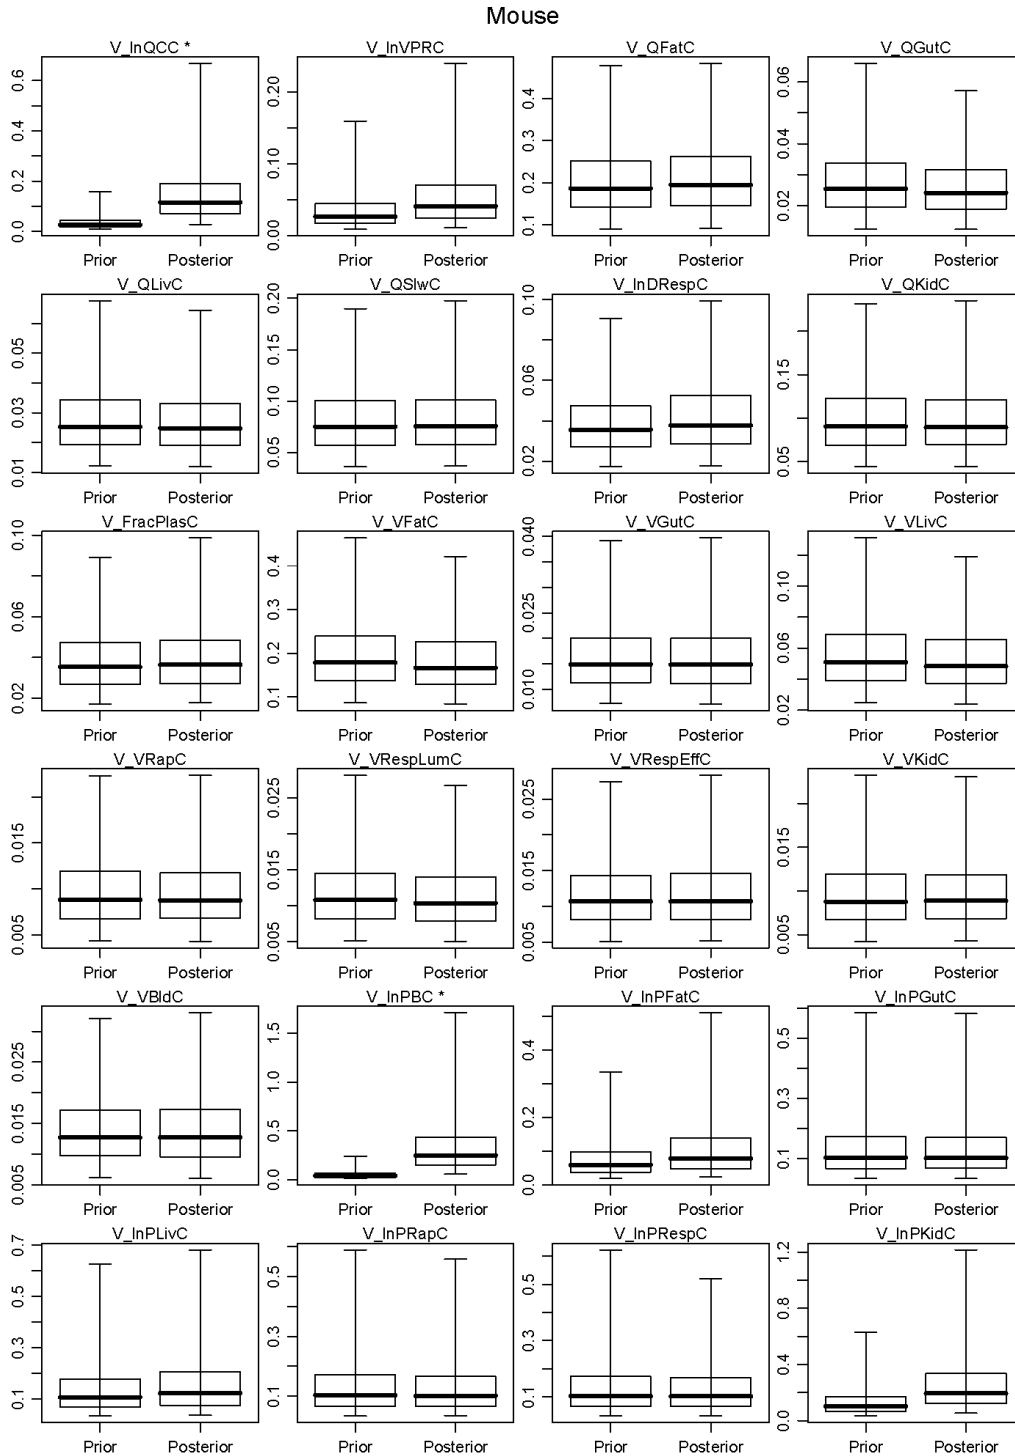 Mouse
V_lnQCC * V_lnVPRC V_QFatC V_QGutC
0.0 0.2 0.4 0.6 0.00 0.10 0.20 0.1 0.2 0.3 0.4 0.02 0.04 0.06
Prior Posterior Prior Posterior Prior Posterior Prior Posterior
V_QLivC V_QSlwC V_lnDRespC V_QKidC
0.01 0.03 0.05 0.05 0.10 0.15 0.20 0.02 0.06 0.10 0.05 0.15
Prior Posterior Prior Posterior Prior Posterior Prior Posterior
V_FracPlasC V_VFatC V_VGutC V_VLivC
0.02 0.06 0.10 0.1 0.2 0.3 0.4 0.010 0.025 0.040 0.02 0.06 0.10
Prior Posterior Prior Posterior Prior Posterior Prior Posterior
V_VRapC V_VRespLumC V_VRespEffC V_VKidC
0.005 0.015 0.005 0.015 0.025 0.005 0.015 0.025 0.005 0.015
Prior Posterior Prior Posterior Prior Posterior Prior Posterior
V_VBldC V_lnPBC * V_lnPFatC V_lnPGutC
0.005 0.015 0.025 0.0 0.5 1.0 1.5 0.0 0.2 0.4 0.1 0.3 0.5
Prior Posterior Prior Posterior Prior Posterior Prior Posterior
V_lnPLivC V_lnPRapC V_lnPRespC V_lnPKidC
0.1 0.3 0.5 0.7 0.1 0.3 0.5 0.1 0.3 0.5 0.0 0.4 0.8 1.2
Prior Posterior Prior Posterior Prior Posterior Prior Posterior